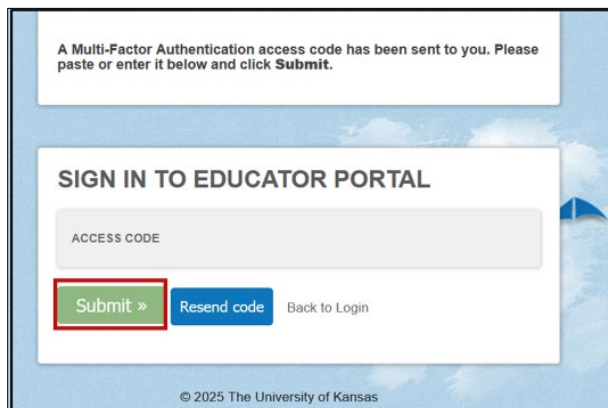 A Multi-Factor Authentication access code has been sent to you. Please
paste or enter it below and click Submit.
SIGN IN TO EDUCATOR PORTAL
ACCESS CODE
Submit »
Resend code
Back to Login
© 2025 The University of Kansas